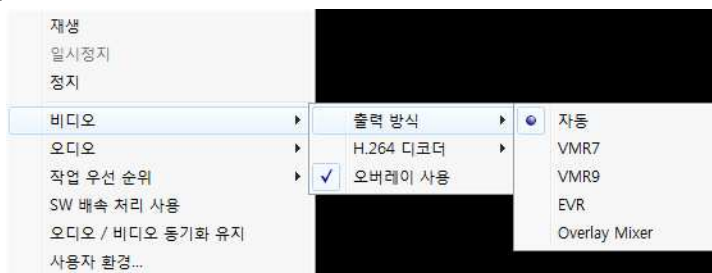 재생
일시정지
정지
비디오
오디오
작업 우선 순위
SW 배속 처리 사용
오디오 / 비디오 동기화 유지
사용자 환경...
출력 방식
H.264 디코더
오버레이 사용
자동
VMR7
VMR9
EVR
Overlay Mixer